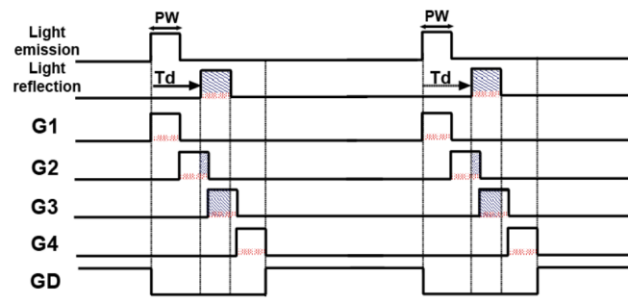 PW
PW
Light
emission
Light
reflection
Td
Td
G1
G2
G3
G4
GD